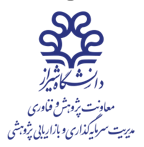 دانشگاه شیراز
معاونت پژوهش و فناوری
مدیریت سرمایه‌گذاری و بازاریابی پژوهشی